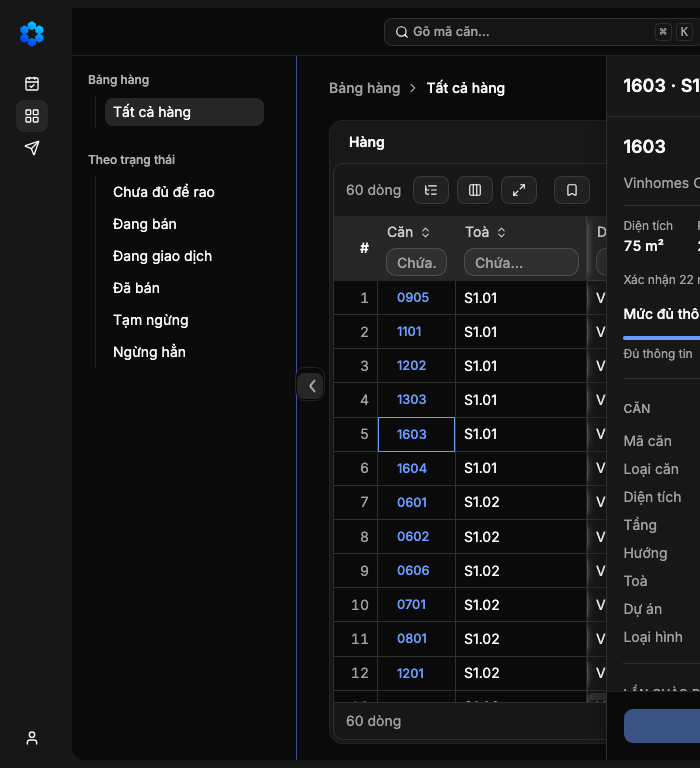 Gõ mã căn... ⌘ K
Bảng hàng
Tất cả hàng
Theo trạng thái
Chưa đủ để rao
Đang bán
Đang giao dịch
Đã bán
Tạm ngừng
Ngừng hẳn
Bảng hàng > Tất cả hàng
Hàng
60 dòng
# Căn Toà
Chứa. Chứa...
1 0905 S1.01 V
2 1101 S1.01 V
3 1202 S1.01 V
4 1303 S1.01 V
5 1603 S1.01 V
6 1604 S1.01 V
7 0601 S1.02 V
8 0602 S1.02 V
9 0606 S1.02 V
10 0701 S1.02 V
11 0801 S1.02 V
12 1201 S1.02 V
60 dòng
1603 · S1
1603
Vinhomes
Diện tích
75 m²
Xác nhận 22
Mức đủ
Đủ thông tin
CĂN
Mã căn
Loại căn
Diện tích
Tầng
Hướng
Toà
Dự án
Loại hình